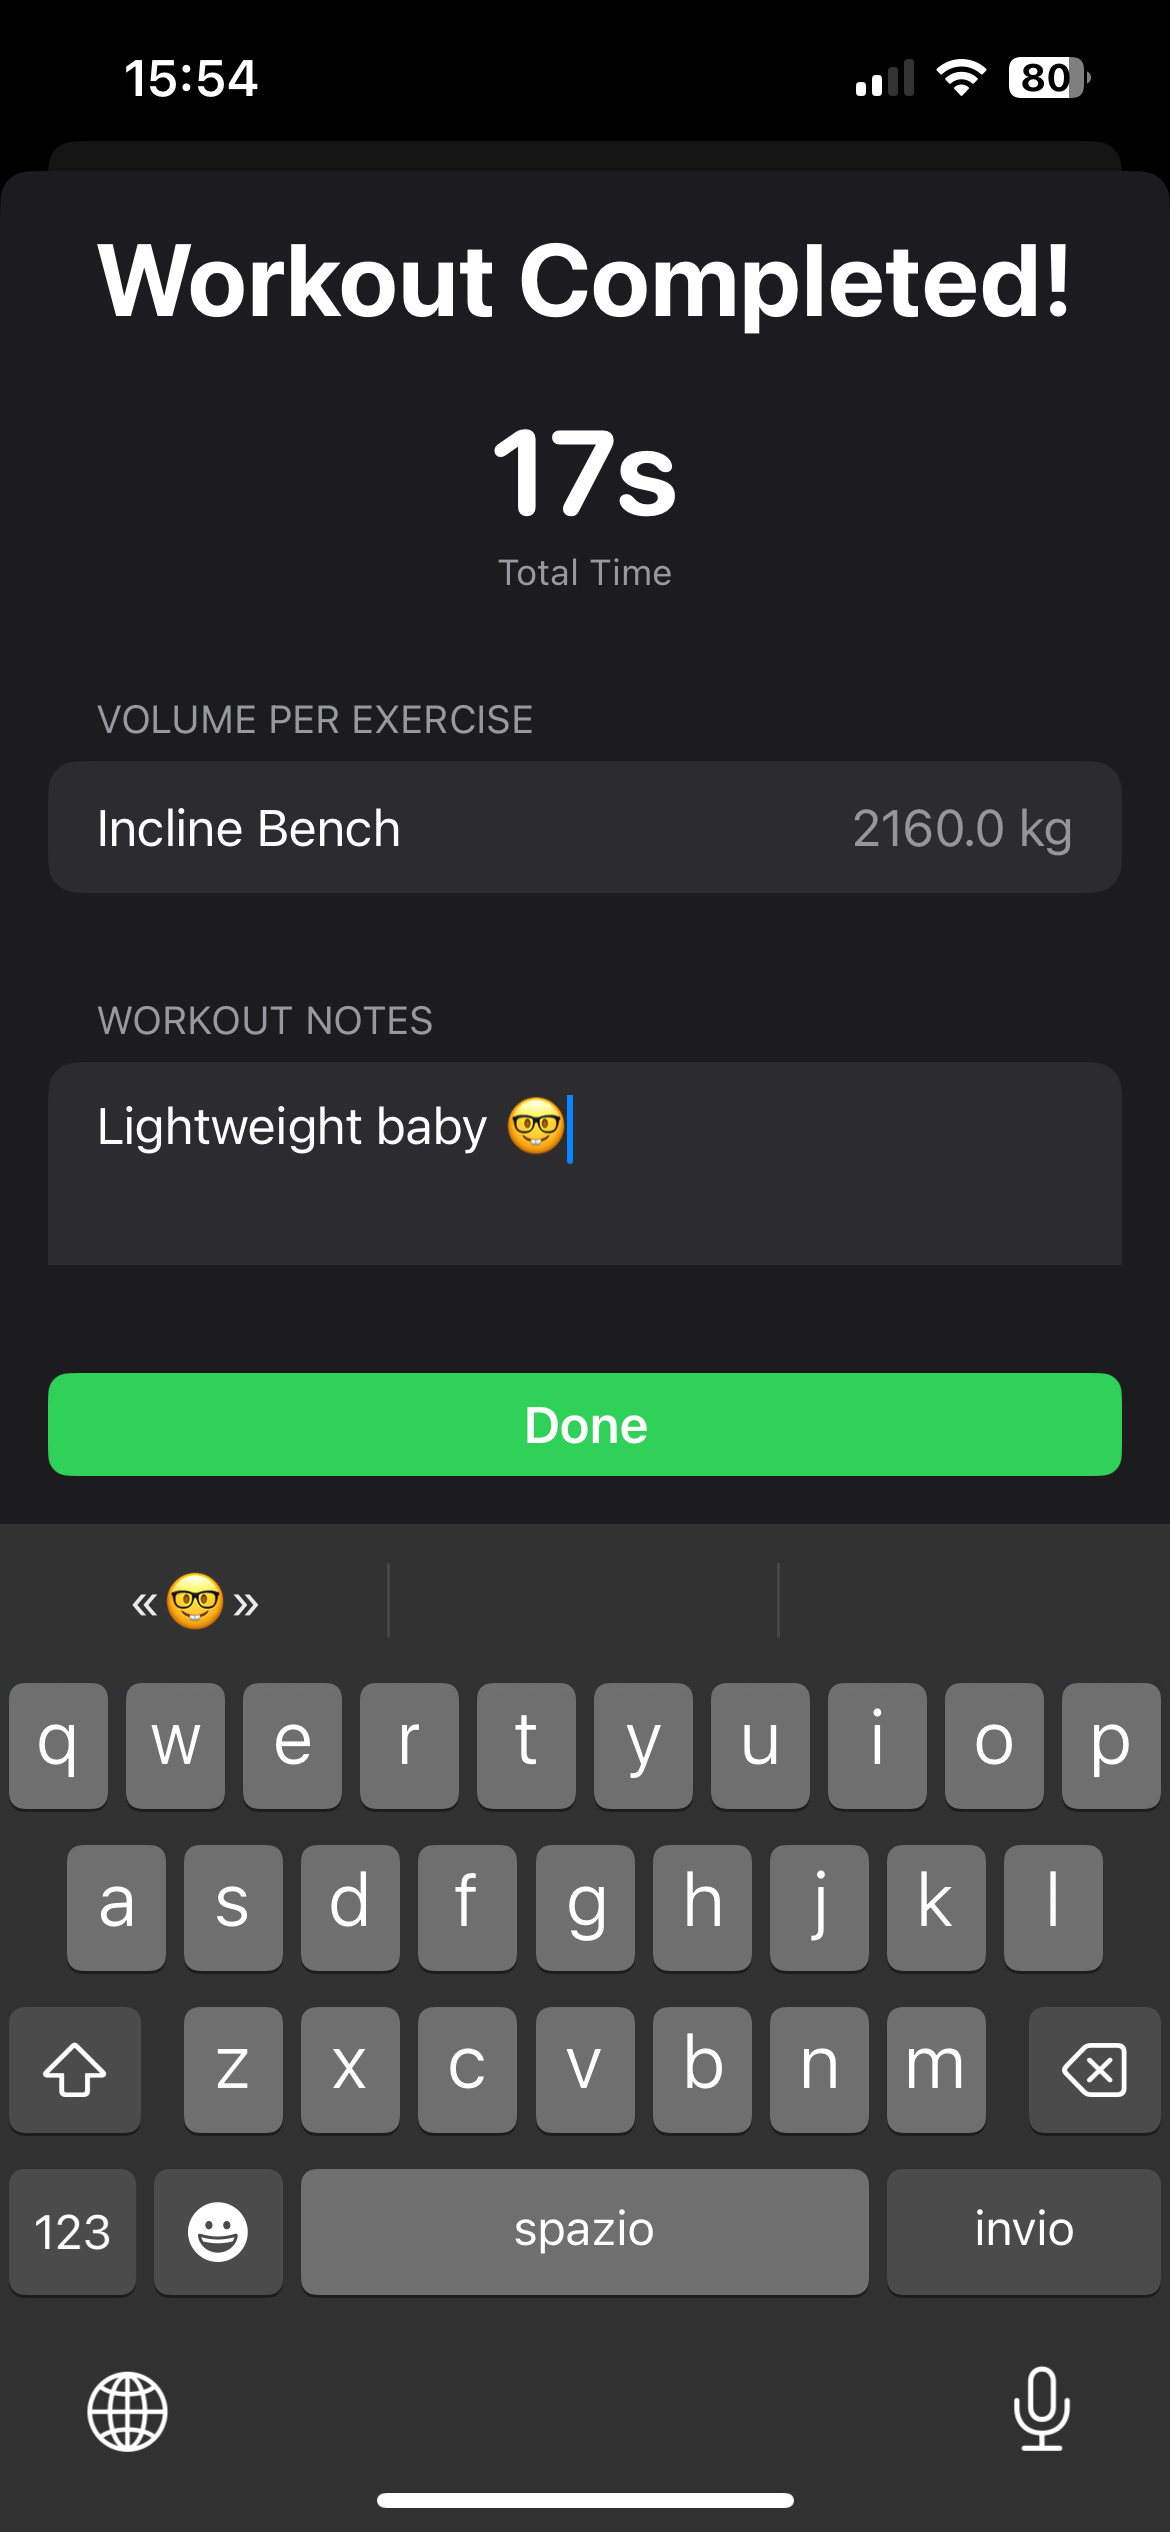 15:54
80
Workout Completed!
17s
Total Time
VOLUME PER EXERCISE
Incline Bench 2160.0 kg
WORKOUT NOTES
Lightweight baby 🤓
Done
«🤓»
q w e r t y u i o p
a s d f g h j k l
z x c v b n m
123 spazio invio